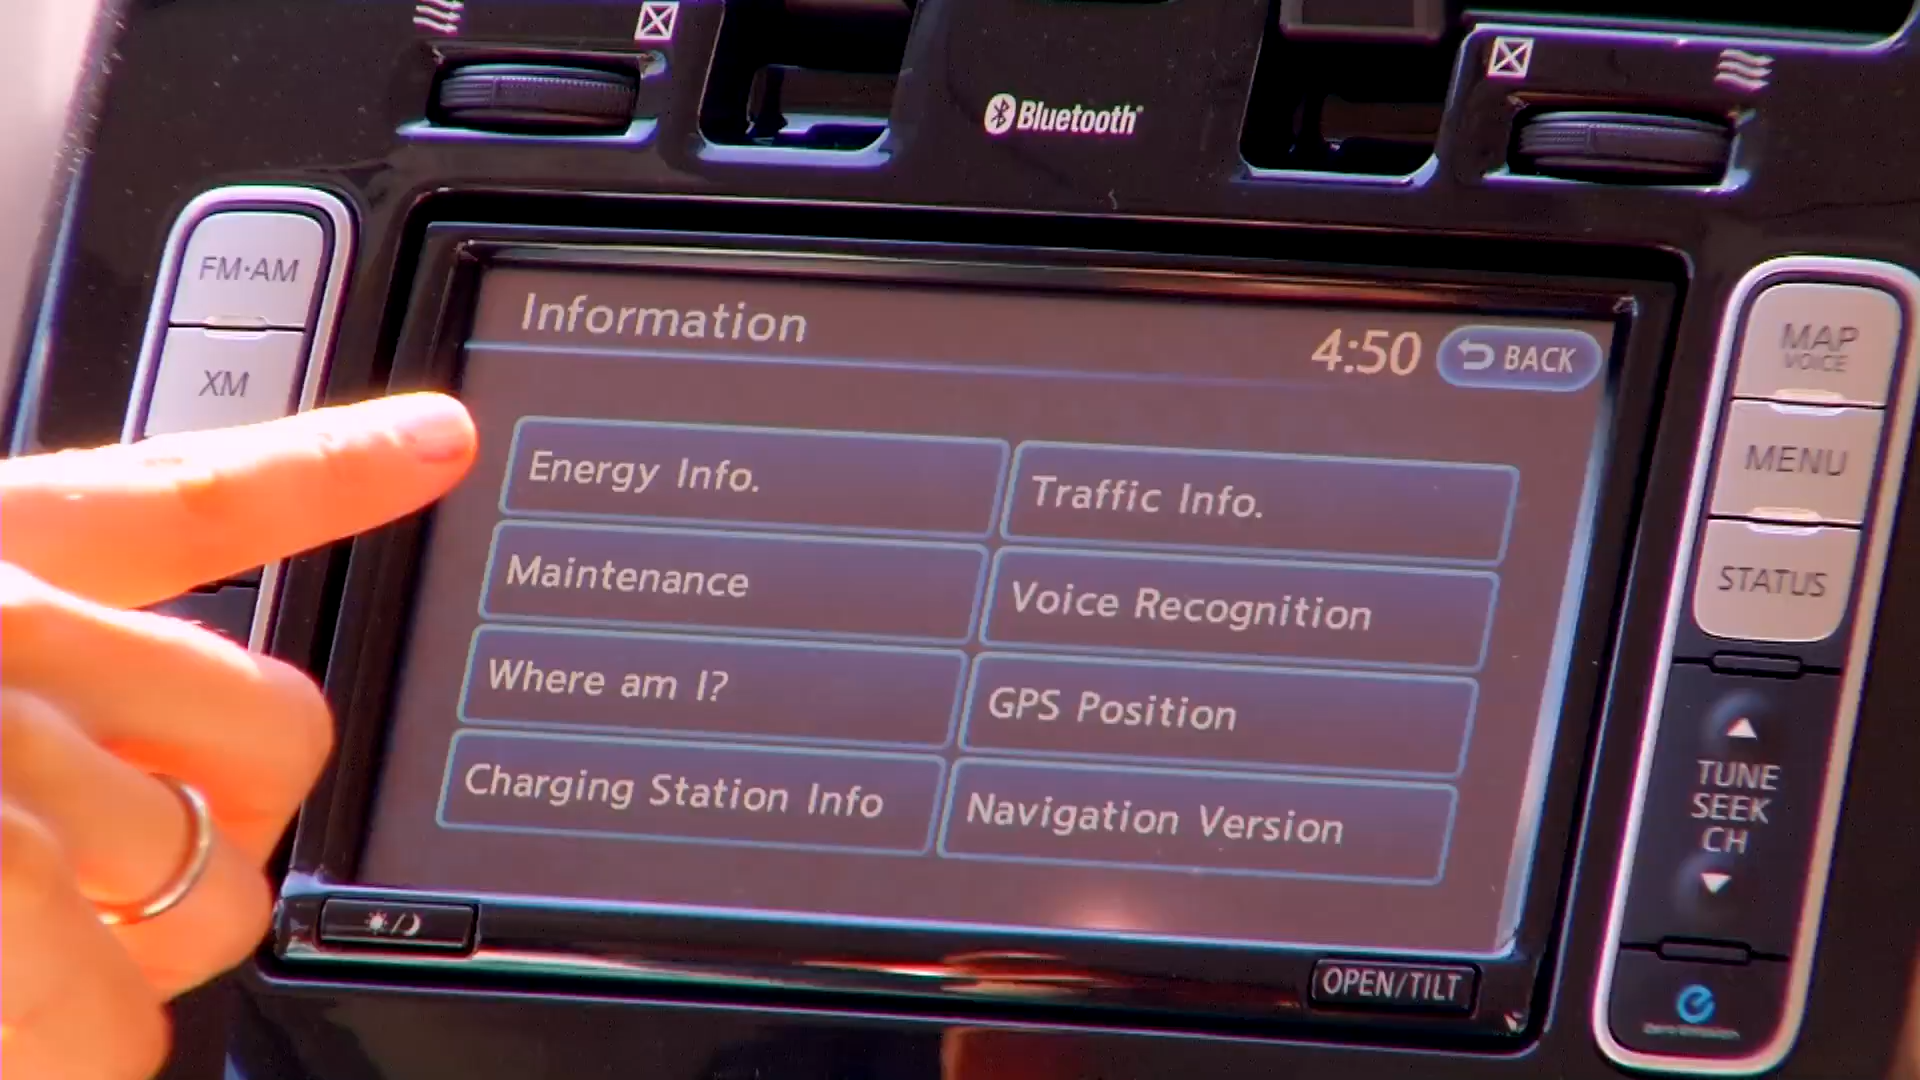 Bluetooth
FM·AM
XM
Information
4:50
BACK
Energy Info.
Traffic Info.
Maintenance
Voice Recognition
Where am I?
GPS Position
Charging Station Info
Navigation Version
MAP
VOICE
MENU
STATUS
TUNE
SEEK
CH
OPEN/TILT